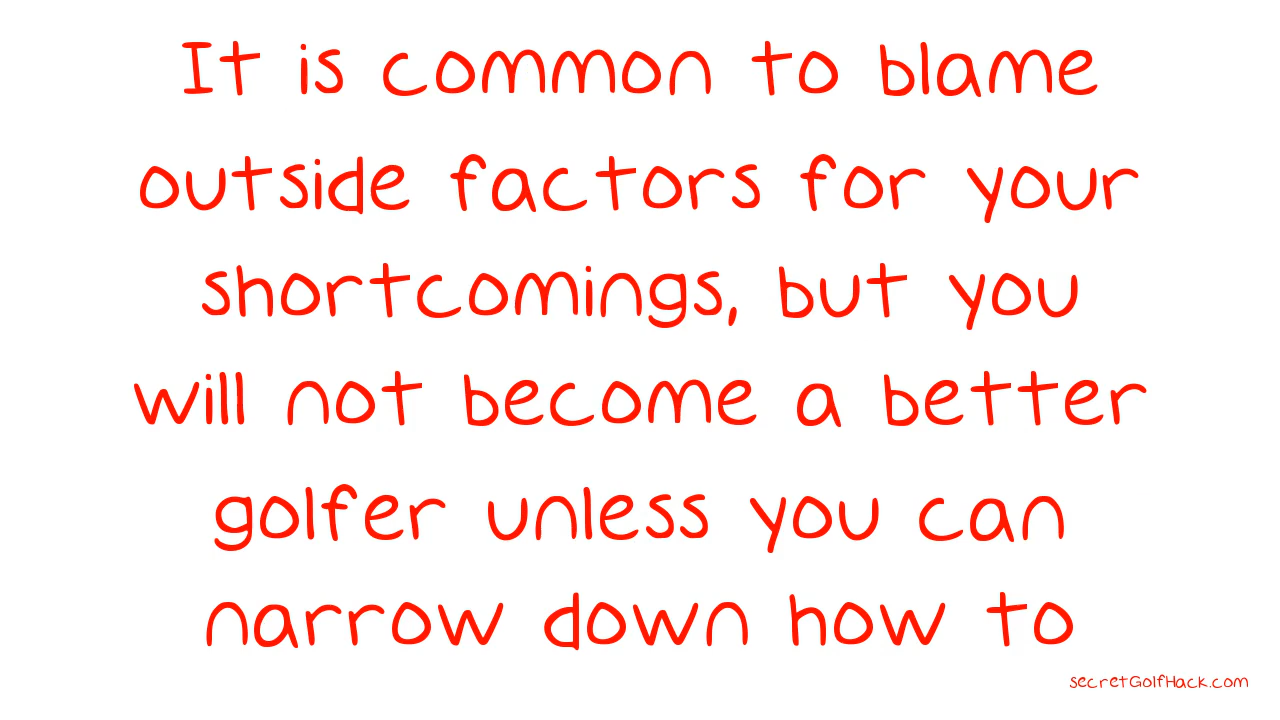 It is common to blame
outside factors for your
shortcomings, but you
will not become a better
golfer unless you can
narrow down how to
secretGolfHack.com